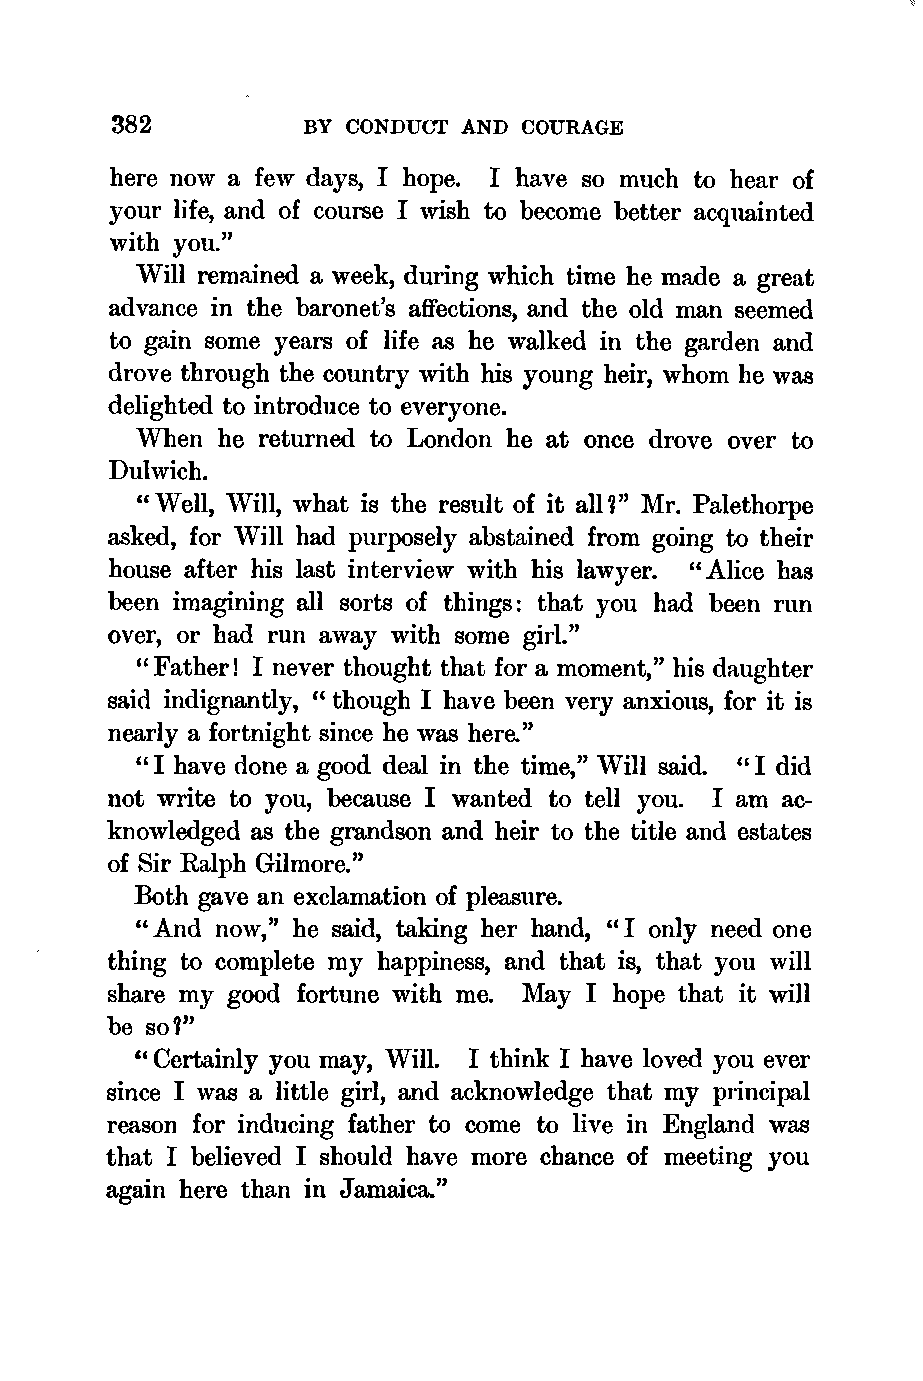 382 BY CONDUCT AND COURAGE
here now a few days, I hope. I have so much to hear of
your life, and of course I wish to become better acquainted
with you."
Will remained a week, during which time he made a great
advance in the baronet's affections, and the old man seemed
to gain some years of life as he walked in the garden and
drove through the country with his young heir, whom he was
delighted to introduce to everyone.
When he returned to London he at once drove over to
Dulwich.
"Well, Will, what is the result of it all?" Mr. Palethorpe
asked, for Will had purposely abstained from going to their
house after his last interview with his lawyer. "Alice has
been imagining all sorts of things: that you had been run
over, or had run away with some girl."
"Father! I never thought that for a moment," his daughter
said indignantly, "though I have been very anxious, for it is
nearly a fortnight since he was here."
"I have done a good deal in the time," Will said. "I did
not write to you, because I wanted to tell you. I am ac-
knowledged as the grandson and heir to the title and estates
of Sir Ralph Gilmore."
Both gave an exclamation of pleasure.
"And now," he said, taking her hand, "I only need one
thing to complete my happiness, and that is, that you will
share my good fortune with me. May I hope that it will
be so?"
"Certainly you may, Will. I think I have loved you ever
since I was a little girl, and acknowledge that my principal
reason for inducing father to come to live in England was
that I believed I should have more chance of meeting you
again here than in Jamaica."